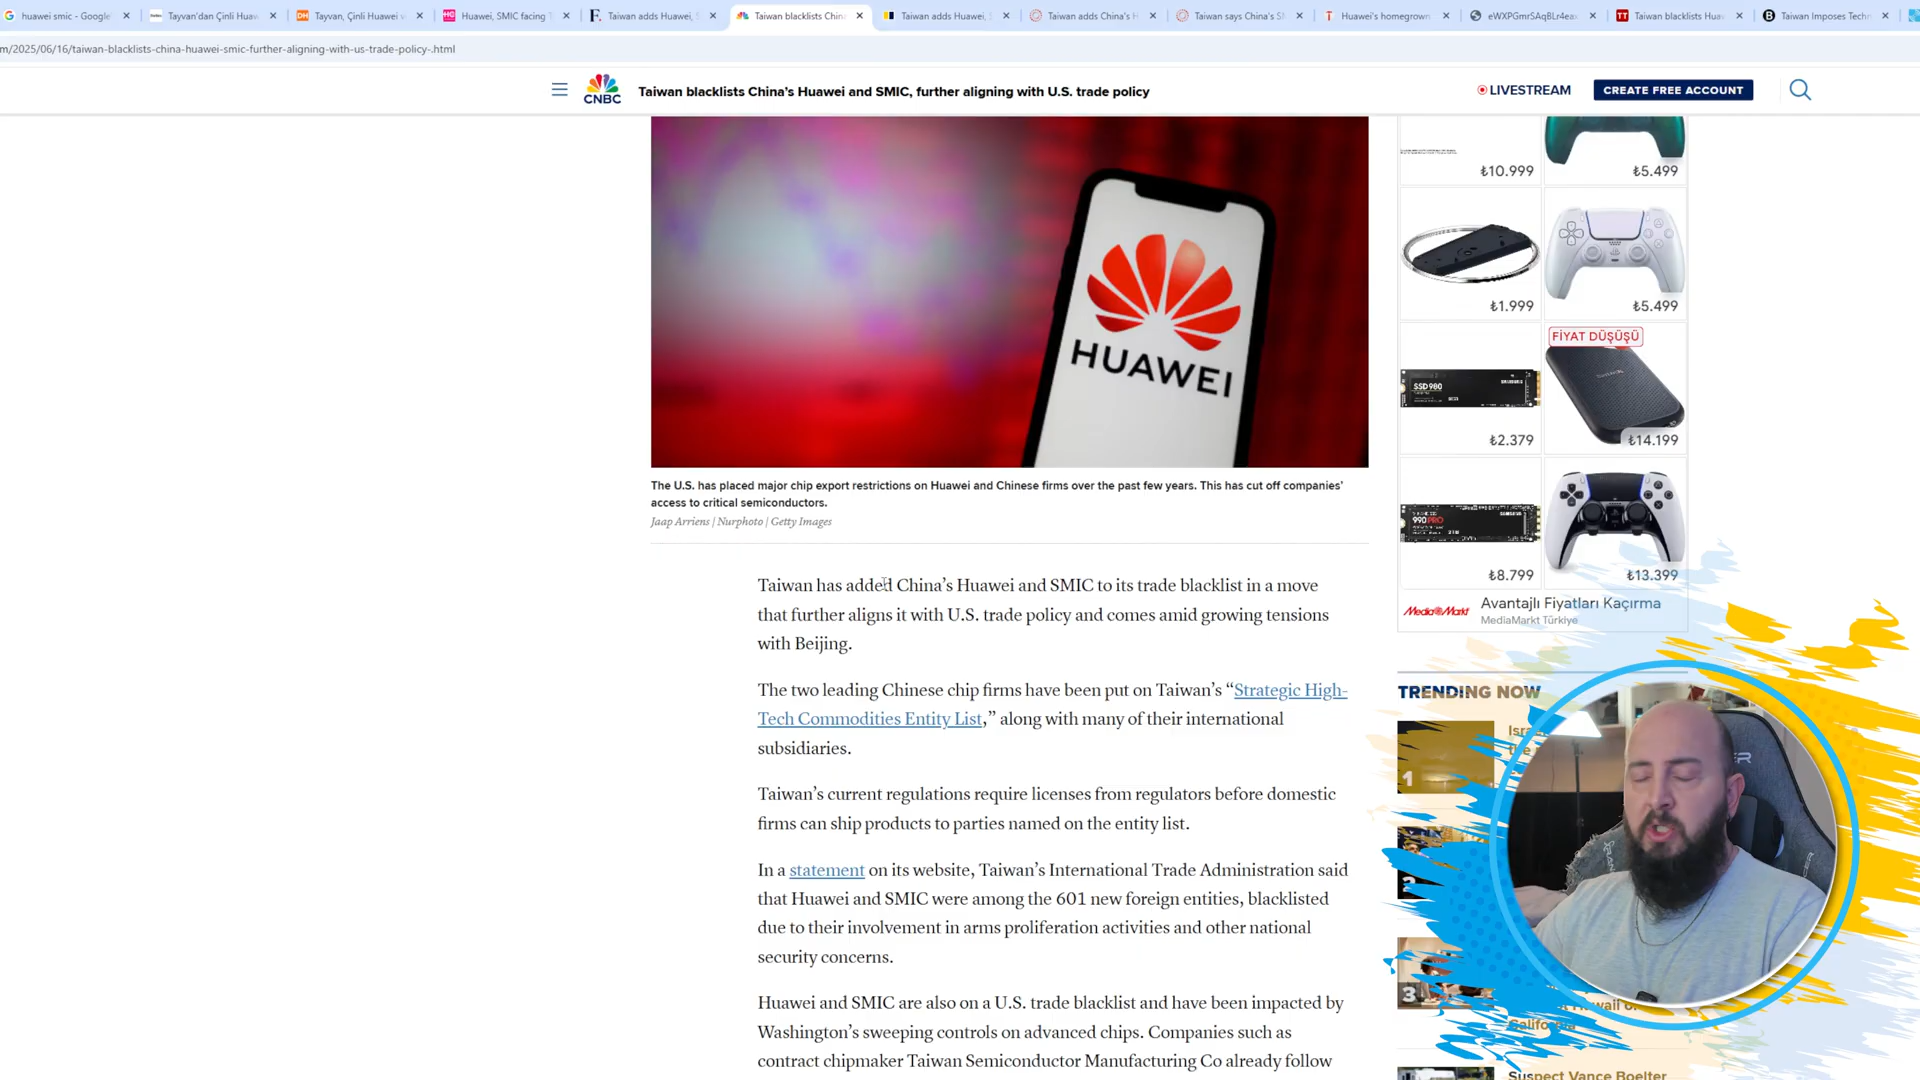 huawei smic - Google
Tayvan'dan Çinli Huaw
Tayvan, Çinli Huawei v
Huawei, SMIC facing T
Taiwan adds Huawei, S
Taiwan blacklists China
Taiwan adds Huawei,
Taiwan adds China's H
Taiwan says China's SM
Huawei's homegrown
eWXPGmrSAqBLr4eax
Taiwan blacklists Huaw
Taiwan Imposes Techn
m/2025/06/16/taiwan-blacklists-china-huawei-smic-further-aligning-with-us-trade-policy-.html
CNBC
Taiwan blacklists China's Huawei and SMIC, further aligning with U.S. trade policy
LIVESTREAM
CREATE FREE ACCOUNT
HUAWEI
The U.S. has placed major chip export restrictions on Huawei and Chinese firms over the past few years. This has cut off companies'
access to critical semiconductors.
Jaap Arriens | Nurphoto | Getty Images
Taiwan has added China's Huawei and SMIC to its trade blacklist in a move
that further aligns it with U.S. trade policy and comes amid growing tensions
with Beijing.
The two leading Chinese chip firms have been put on Taiwan's “Strategic High-
Tech Commodities Entity List,” along with many of their international
subsidiaries.
Taiwan's current regulations require licenses from regulators before domestic
firms can ship products to parties named on the entity list.
In a statement on its website, Taiwan's International Trade Administration said
that Huawei and SMIC were among the 601 new foreign entities, blacklisted
due to their involvement in arms proliferation activities and other national
security concerns.
Huawei and SMIC are also on a U.S. trade blacklist and have been impacted by
Washington's sweeping controls on advanced chips. Companies such as
contract chipmaker Taiwan Semiconductor Manufacturing Co already follow
₺10.999
₺5.499
₺1.999
₺5.499
FİYAT DÜŞÜŞÜ
SSD 980
₺2.379
₺14.199
990 PRO
₺8.799
₺13.399
MediaMarkt
Avantajlı Fiyatları Kaçırma
MediaMarkt Türkiye
TRENDING NOW
1
2
3
California
Suspect Vance Boelter